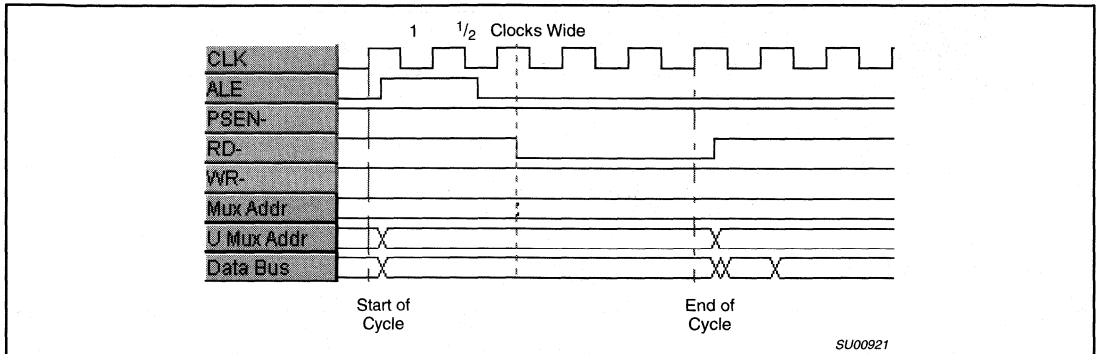 1 1/2 Clocks Wide
CLK
ALE
PSEN-
RD-
WR-
Mux Addr
U Mux Addr
Data Bus
Start of
Cycle
End of
Cycle
SU00921